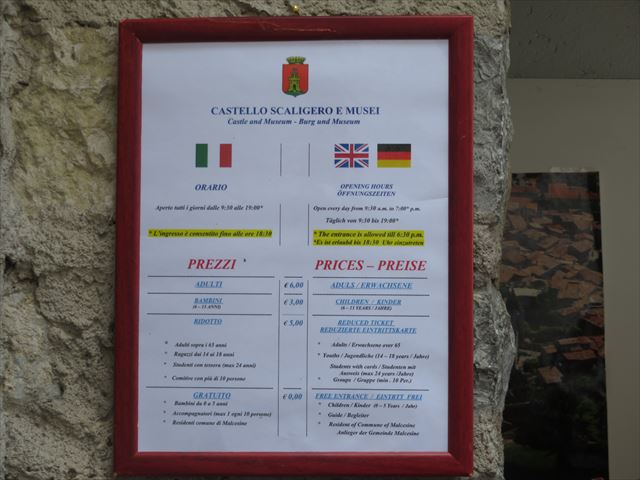 CASTELLO SCALIGERO E MUSEI
Castle and Museum - Burg und Museum
ORARIO
Aperto tutti i giorni dalle 9:30 alle 19:00*
* L'ingresso è consentito fino alle ore 18:30
OPENING HOURS
ÖFFNUNGSZEITEN
Open every day from 9:30 a.m. to 7:00* p.m.
Täglich von 9:30 bis 19:00*
* The entrance is allowed till 6:30 p.m.
*Es ist erlaubt bis 18:30 Uhr einzutreten
PREZZI
PRICES – PREISE
ADULTI € 6,00 ADULS / ERWACHSENE
BAMBINI € 3,00 CHILDREN / KINDER
(6 – 13 ANNI) (6 – 13 YEARS / JAHRE)
RIDOTTO € 5,00 REDUCED TICKET
REDUZIERTE EINTRITTSKARTE
* Adulti sopra i 65 anni
* Ragazzi dai 14 ai 18 anni
* Studenti con tessera (max 24 anni)
* Comitive con più di 10 persone
* Adults / Erwachsene over 65
* Youths / Jugendliche (14 – 18 years / Jahre)
Students with cards / Studenten mit
Ausweis (max 24 years / Jahre)
* Groups / Gruppe (min. 10 Per.)
GRATUITO € 0,00 FREE ENTRANCE / EINTRTT FREI
* Bambini da 0 a 5 anni
* Accompagnatori (max 1 ogni 10 persone)
* Residenti comune di Malcesine
* Children / Kinder (0 – 5 Years / Jahr)
* Guide / Begleiter
* Resident of Commune of Malcesine
Anlieger der Gemeinde Malcesine